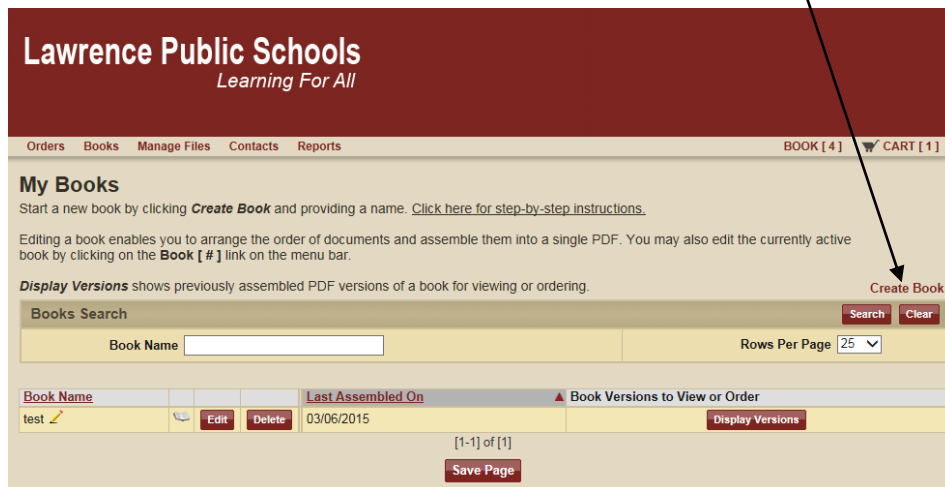 Lawrence Public Schools
Learning For All
Orders Books Manage Files Contacts Reports BOOK [ 4 ] CART [ 1 ]
My Books
Start a new book by clicking Create Book and providing a name. Click here for step-by-step instructions.
Editing a book enables you to arrange the order of documents and assemble them into a single PDF. You may also edit the currently active
book by clicking on the Book [ # ] link on the menu bar.
Display Versions shows previously assembled PDF versions of a book for viewing or ordering.
Create Book
Books Search Search Clear
Book Name Rows Per Page 25
Book Name Last Assembled On Book Versions to View or Order
test Edit Delete 03/06/2015 Display Versions
[1-1] of [1]
Save Page